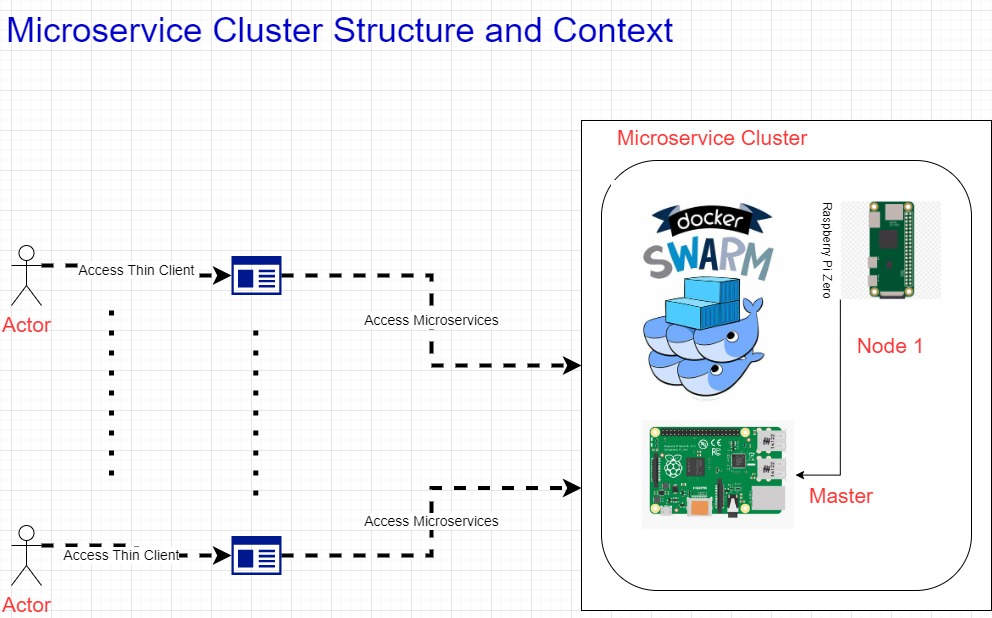 Microservice Cluster Structure and Context
Microservice Cluster
docker
SWARM
Raspberry Pi Zero
Node 1
Access Thin Client
Actor
Access Microservices
Master
Access Microservices
Access Thin Client
Actor